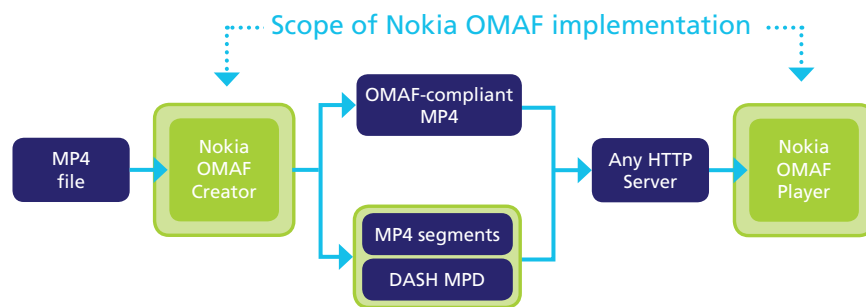 Scope of Nokia OMAF implementation
OMAF-compliant
MP4
MP4
file
Nokia
OMAF
Creator
Any HTTP
Server
Nokia
OMAF
Player
MP4 segments
DASH MPD